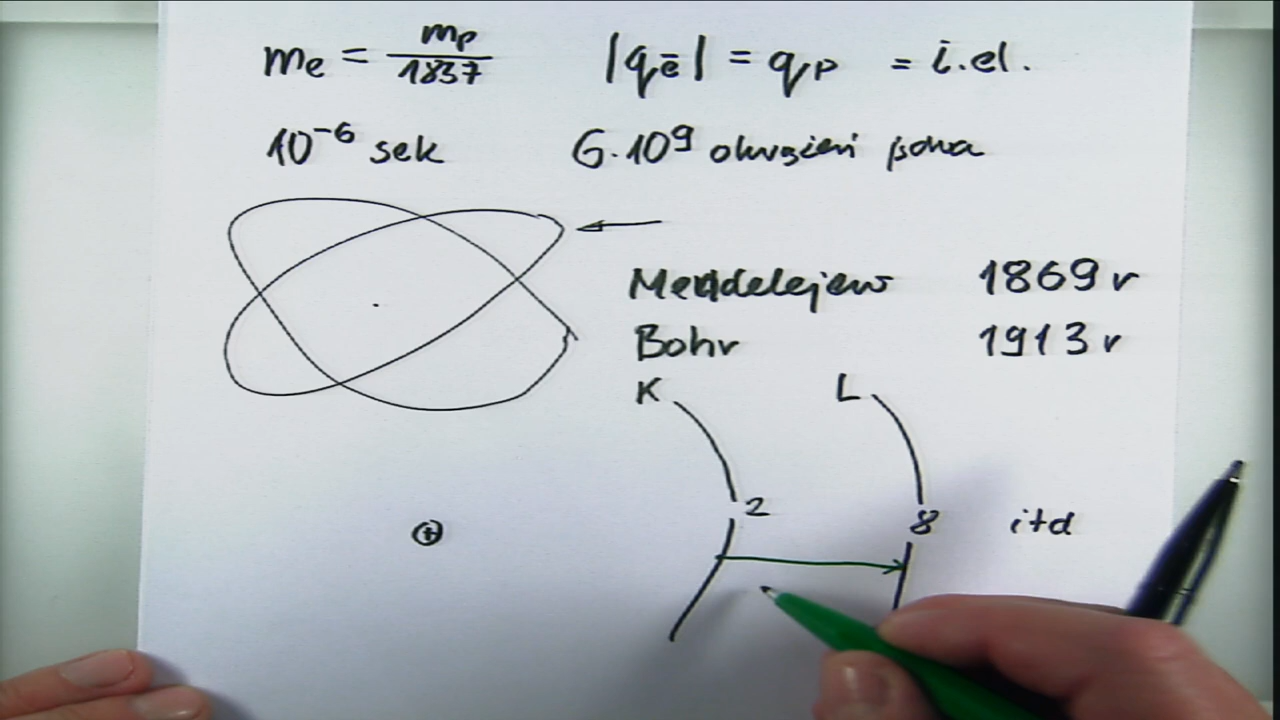 me = mp/1837 |qē| = qp = i.el.
10⁻⁶ sek 6.10⁹ okrążeń
Mendelejew 1869 r
Bohr 1913 r
K L
2 8 itd
+